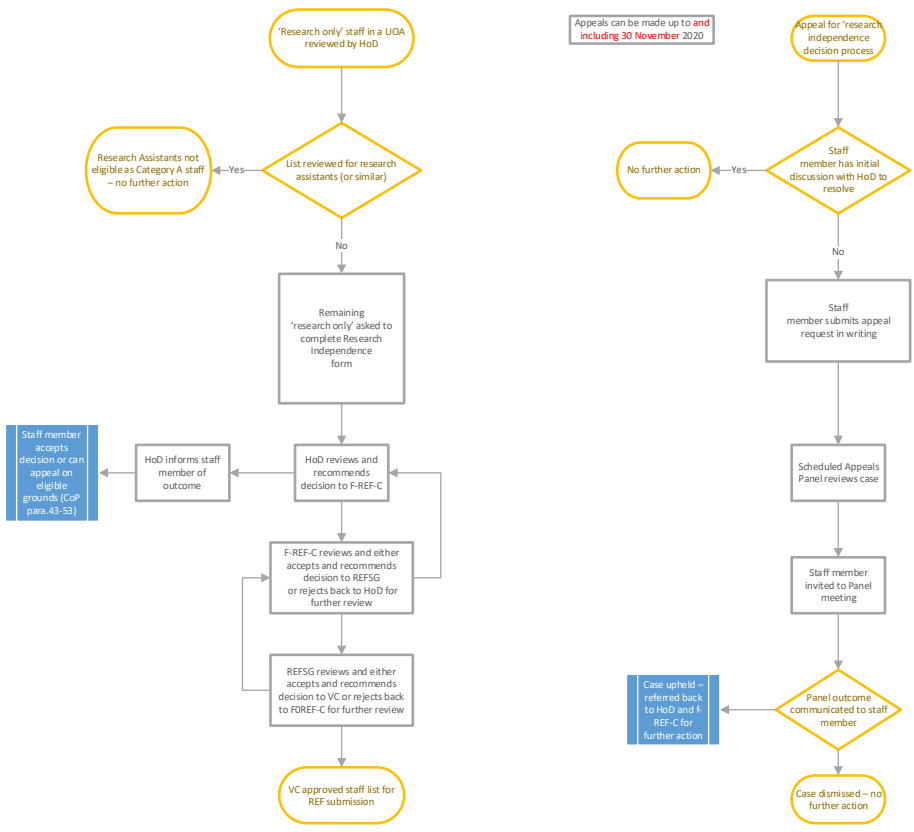 ‘Research only’ staff in a UOA
reviewed by HoD
List reviewed for research
assistants (or similar)
Yes
Research Assistants not
eligible as Category A staff
– no further action
No
Remaining
‘research only’ asked to
complete Research
Independence
form
HoD reviews and
recommends
decision to F-REF-C
HoD informs staff
member of
outcome
Staff member
accepts
decision or can
appeal on
eligible
grounds (CoP
para.43-53)
F-REF-C reviews and either
accepts and recommends
decision to REFSG
or rejects back to HoD for
further review
REFSG reviews and either
accepts and recommends
decision to VC or rejects back
to F0REF-C for further review
VC approved staff list for
REF submission
Appeals can be made up to and
including 30 November 2020
Appeal for ‘research
independence
decision process
Staff
member has initial
discussion with HoD to
resolve
Yes
No further action
No
Staff
member submits appeal
request in writing
Scheduled Appeals
Panel reviews case
Staff member
invited to Panel
meeting
Panel outcome
communicated to staff
member
Case upheld –
referred back
to HoD and f-
REF-C for
further action
Case dismissed – no
further action